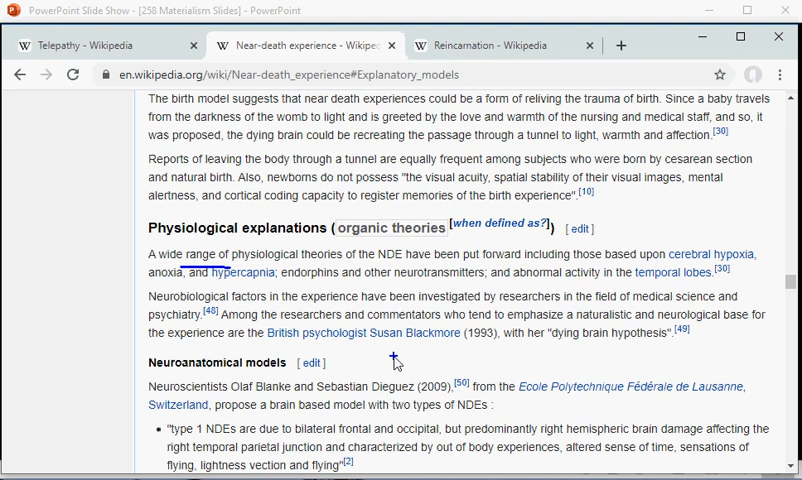 PowerPoint Slide Show - [258 Materialism Slides] - PowerPoint
Telepathy - Wikipedia
Near-death experience - Wikipec
Reincarnation - Wikipedia
en.wikipedia.org/wiki/Near-death_experience#Explanatory_models
The birth model suggests that near death experiences could be a form of reliving the trauma of birth. Since a baby travels
from the darkness of the womb to light and is greeted by the love and warmth of the nursing and medical staff, and so, it
was proposed, the dying brain could be recreating the passage through a tunnel to light, warmth and affection.[30]
Reports of leaving the body through a tunnel are equally frequent among subjects who were born by cesarean section
and natural birth. Also, newborns do not possess "the visual acuity, spatial stability of their visual images, mental
alertness, and cortical coding capacity to register memories of the birth experience".[10]
Physiological explanations (organic theories[when defined as?]) [ edit ]
A wide range of physiological theories of the NDE have been put forward including those based upon cerebral hypoxia,
anoxia, and hypercapnia; endorphins and other neurotransmitters; and abnormal activity in the temporal lobes.[30]
Neurobiological factors in the experience have been investigated by researchers in the field of medical science and
psychiatry.[48] Among the researchers and commentators who tend to emphasize a naturalistic and neurological base for
the experience are the British psychologist Susan Blackmore (1993), with her "dying brain hypothesis".[49]
Neuroanatomical models [ edit ]
Neuroscientists Olaf Blanke and Sebastian Dieguez (2009),[50] from the Ecole Polytechnique Fédérale de Lausanne,
Switzerland, propose a brain based model with two types of NDEs :
• "type 1 NDEs are due to bilateral frontal and occipital, but predominantly right hemispheric brain damage affecting the
right temporal parietal junction and characterized by out of body experiences, altered sense of time, sensations of
flying, lightness vection and flying"[2]